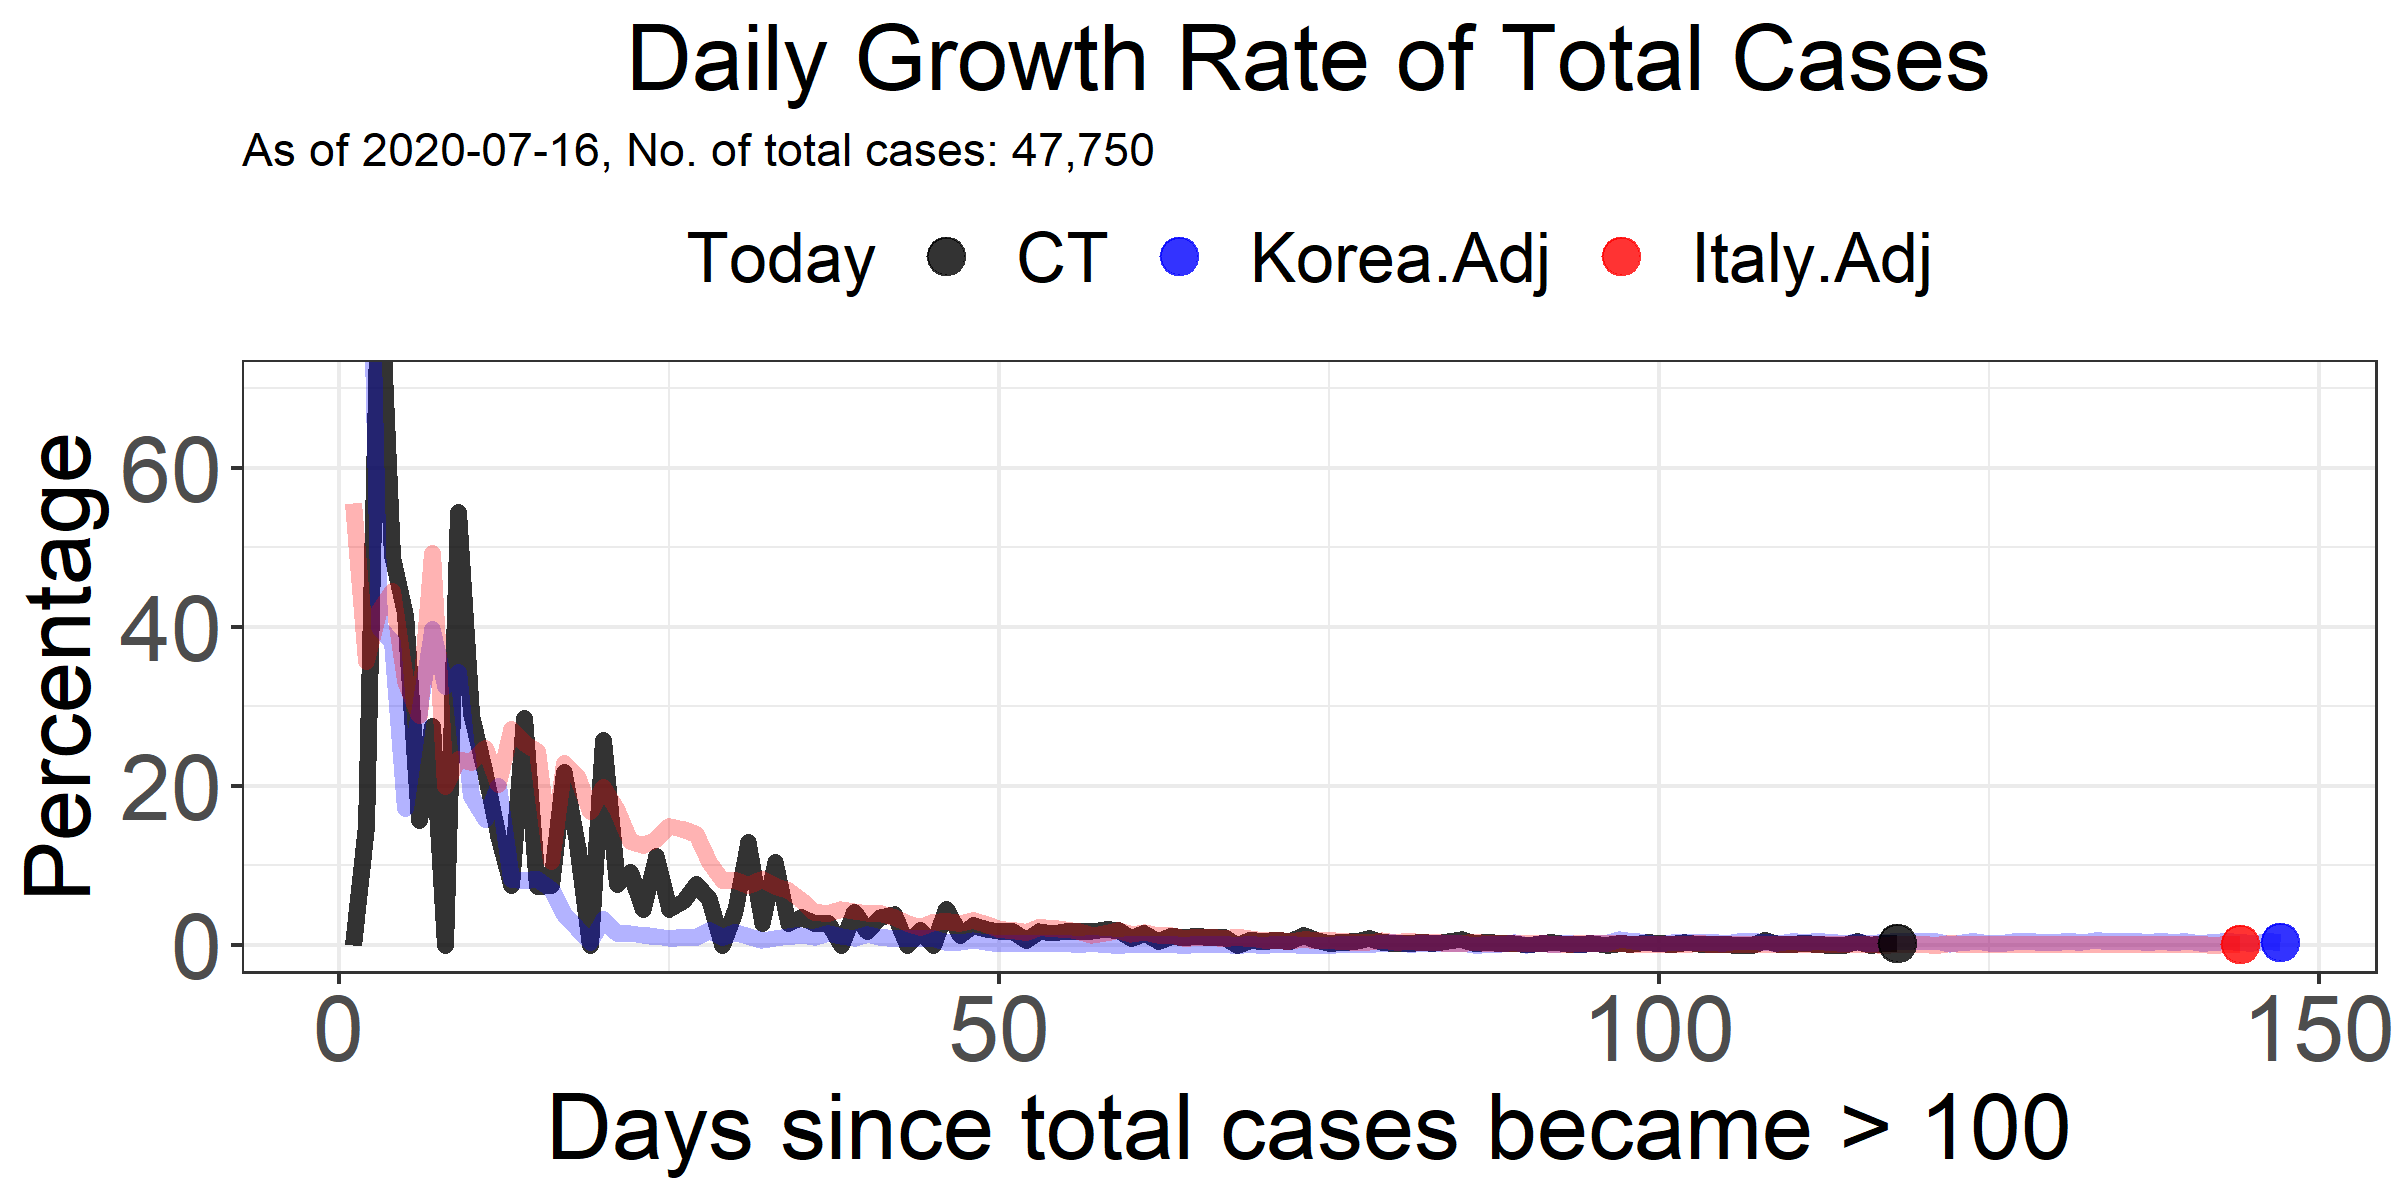 Daily Growth Rate of Total Cases
As of 2020-07-16, No. of total cases: 47,750
Today CT Korea.Adj Italy.Adj
Percentage
60
40
20
0
0 50 100 150
Days since total cases became > 100